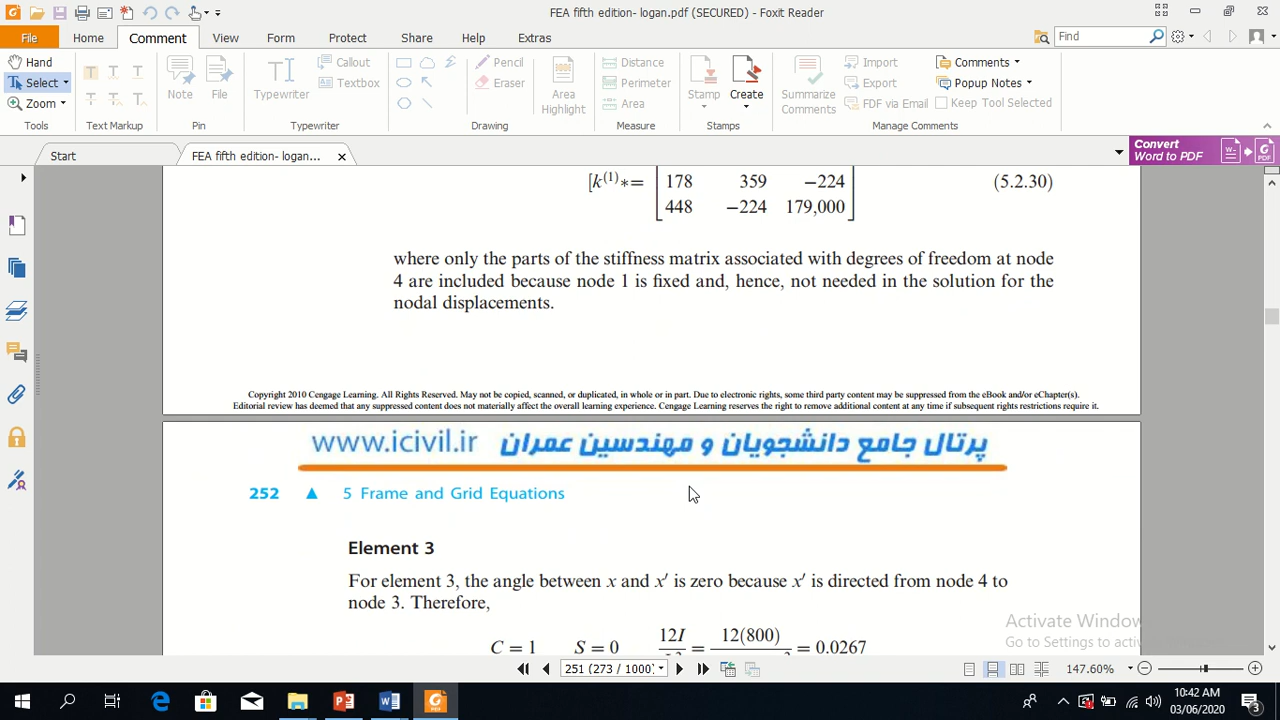 FEA fifth edition- logan.pdf (SECURED) - Foxit Reader
File Home Comment View Form Protect Share Help Extras
Find
Hand
Select
Zoom
Tools
Text Markup
Note
File
Pin
Typewriter
Callout
Textbox
Typewriter
Pencil
Eraser
Drawing
Area Highlight
Distance
Perimeter
Area
Measure
Stamp
Create
Stamps
Summarize Comments
Import
Export
FDF via Email
Comments
Popup Notes
Keep Tool Selected
Manage Comments
Start
FEA fifth edition- logan...
Convert
Word to PDF
[k⁽¹⁾*= 178 359 −224 (5.2.30)
448 −224 179,000
where only the parts of the stiffness matrix associated with degrees of freedom at node
4 are included because node 1 is fixed and, hence, not needed in the solution for the
nodal displacements.
Copyright 2010 Cengage Learning. All Rights Reserved. May not be copied, scanned, or duplicated, in whole or in part. Due to electronic rights, some third party content may be suppressed from the eBook and/or eChapter(s).
Editorial review has deemed that any suppressed content does not materially affect the overall learning experience. Cengage Learning reserves the right to remove additional content at any time if subsequent rights restrictions require it.
www.icivil.ir پرتال جامع دانشجویان و مهندسین عمران
252 ▲ 5 Frame and Grid Equations
Element 3
For element 3, the angle between x and x′ is zero because x′ is directed from node 4 to
node 3. Therefore,
C = 1 S = 0 12I = 12(800) = 0.0267
Activate Window
Go to Settings to activ
251 (273 / 1000)
147.60%
10:42 AM
03/06/2020
3